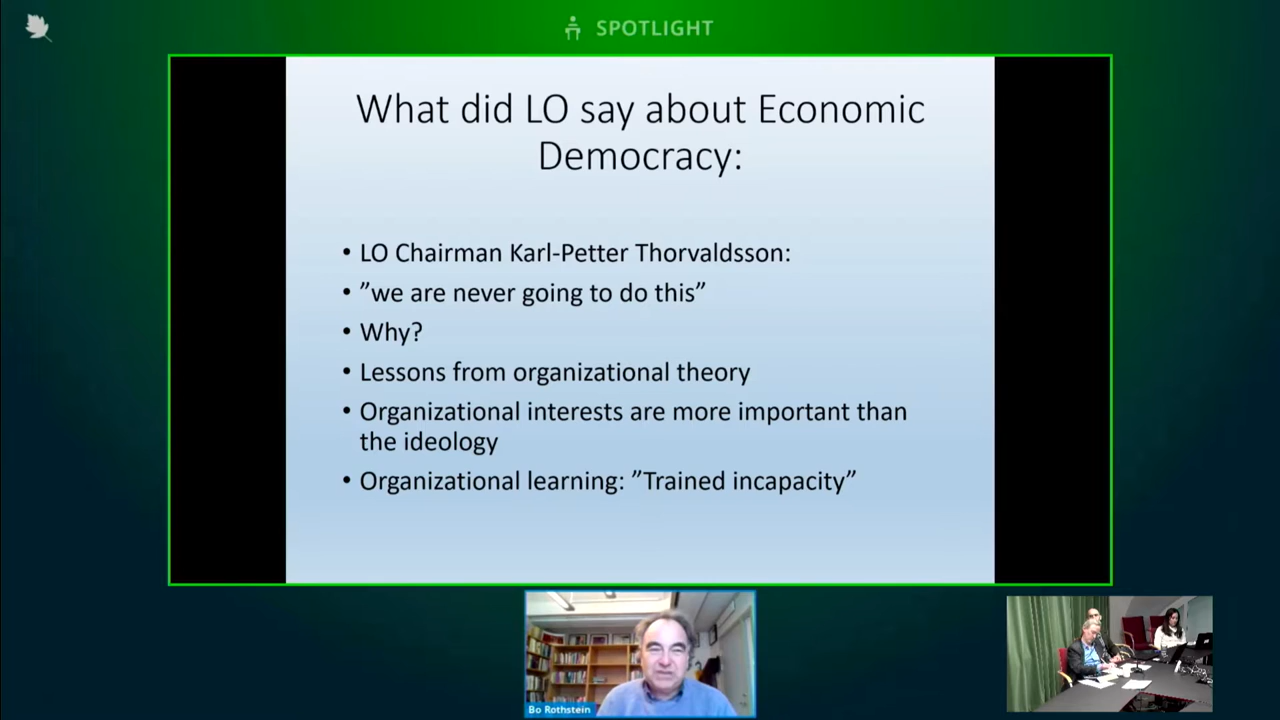 SPOTLIGHT
What did LO say about Economic
Democracy:
• LO Chairman Karl-Petter Thorvaldsson:
• ”we are never going to do this”
• Why?
• Lessons from organizational theory
• Organizational interests are more important than
the ideology
• Organizational learning: ”Trained incapacity”
Bo Rothstein